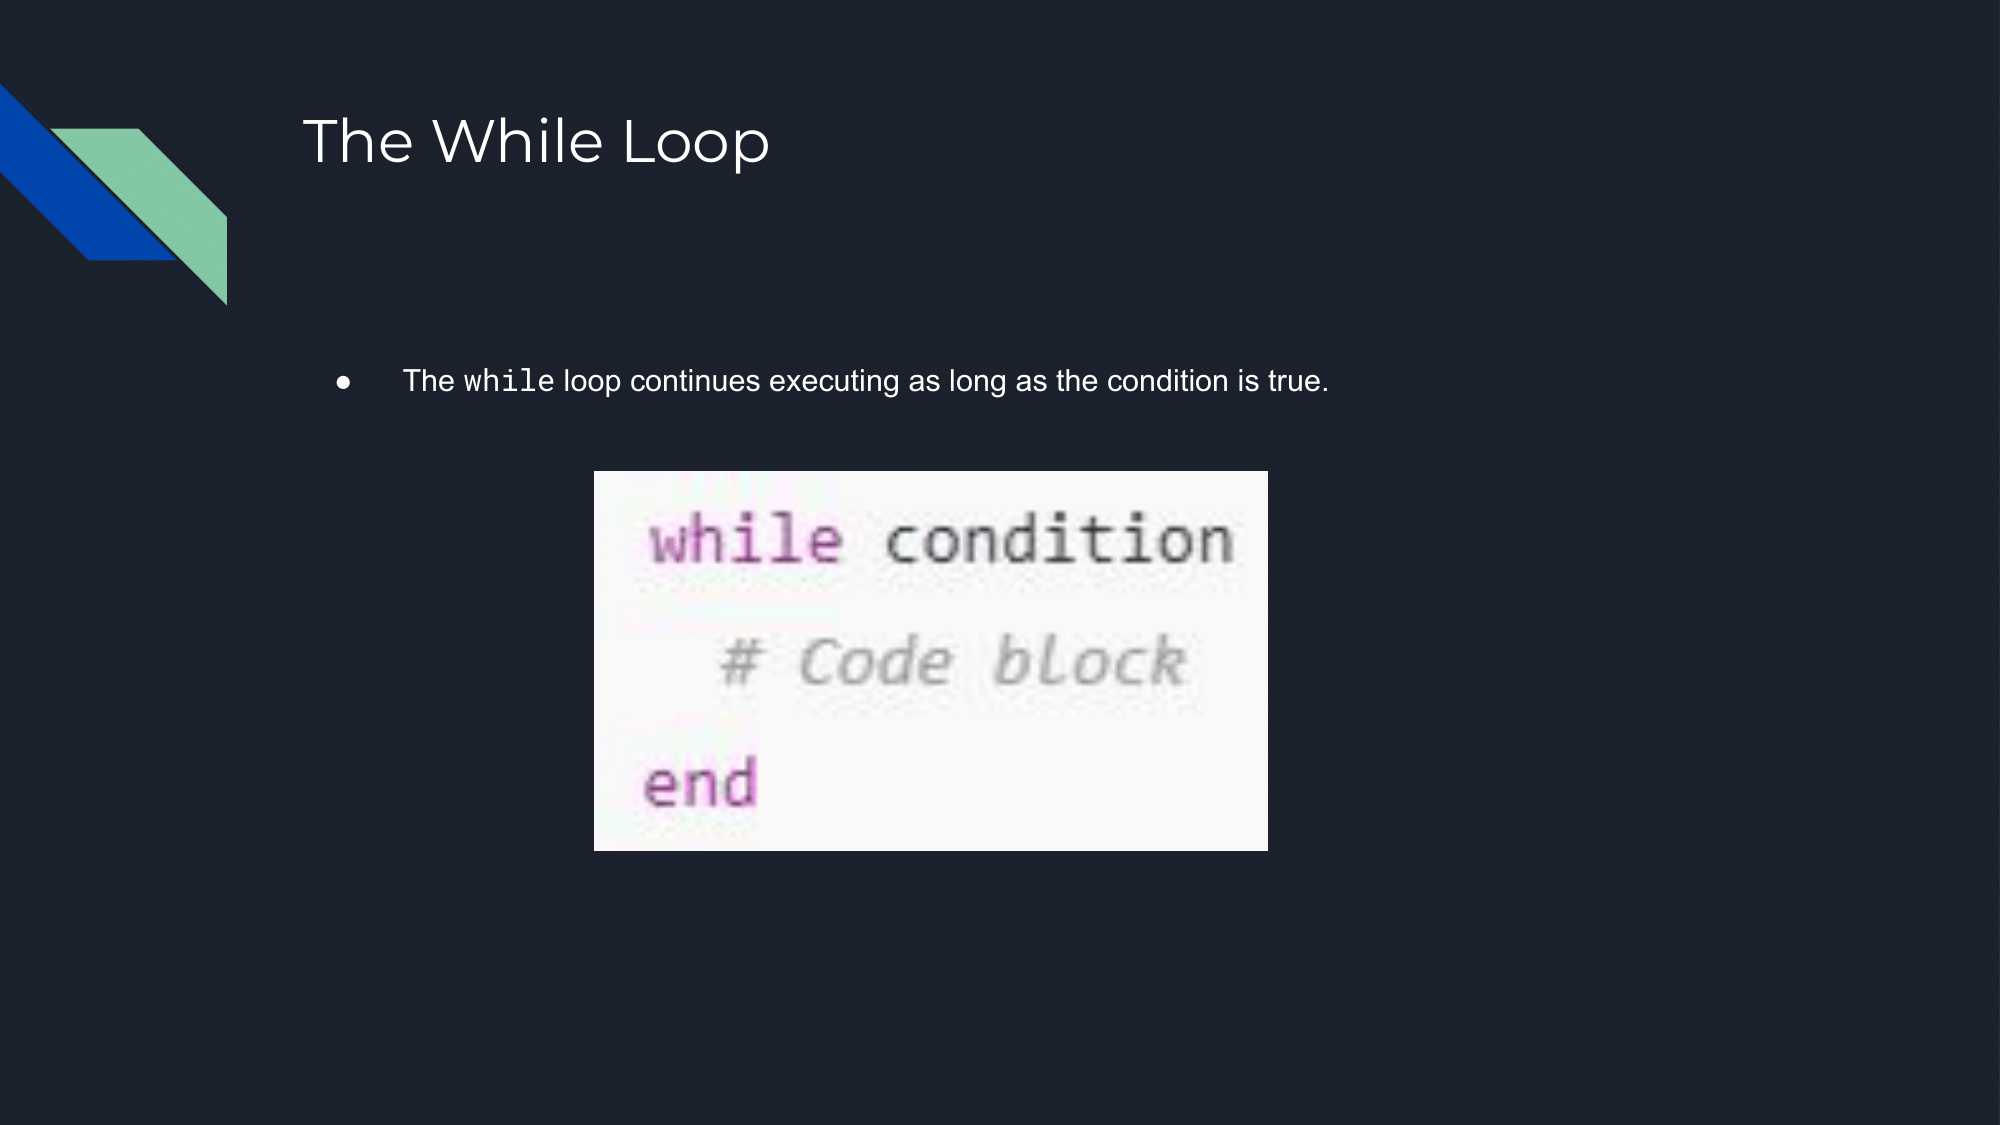 The While Loop
● The while loop continues executing as long as the condition is true.
while condition
# Code block
end